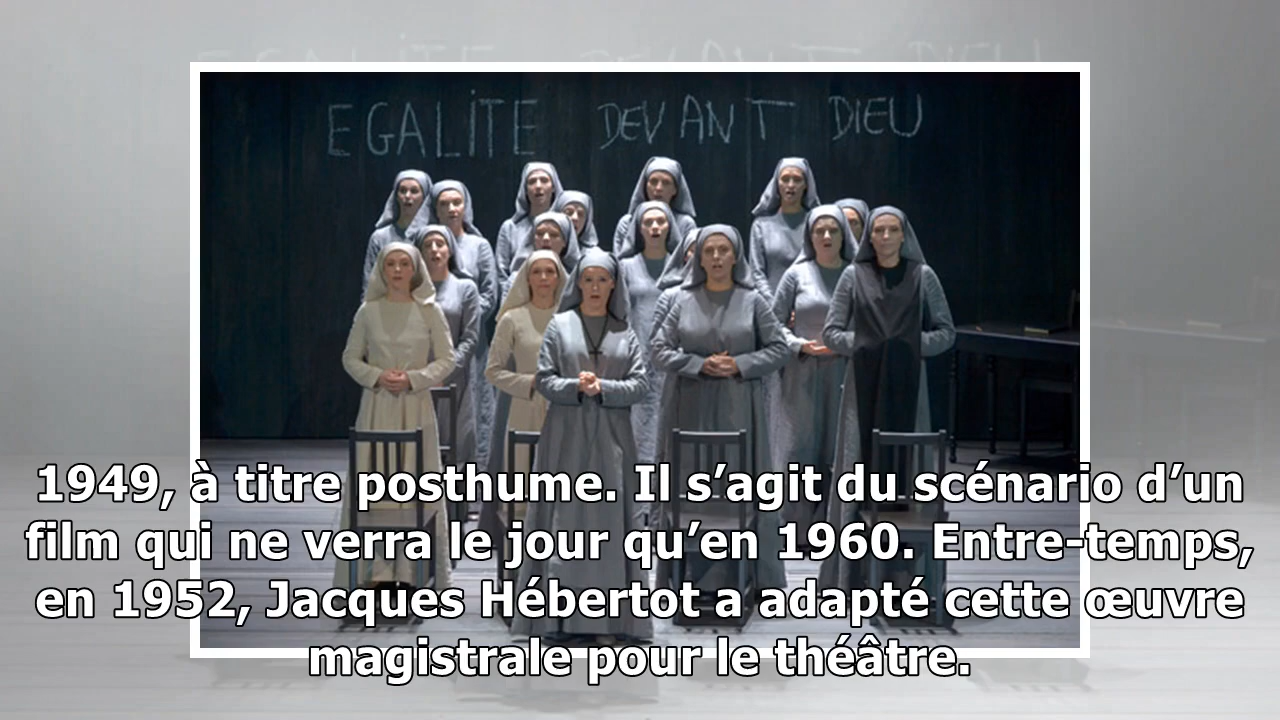 EGALITE DEVANT DIEU
1949, à titre posthume. Il s’agit du scénario d’un
film qui ne verra le jour qu’en 1960. Entre-temps,
en 1952, Jacques Hébertot a adapté cette œuvre
magistrale pour le théâtre.